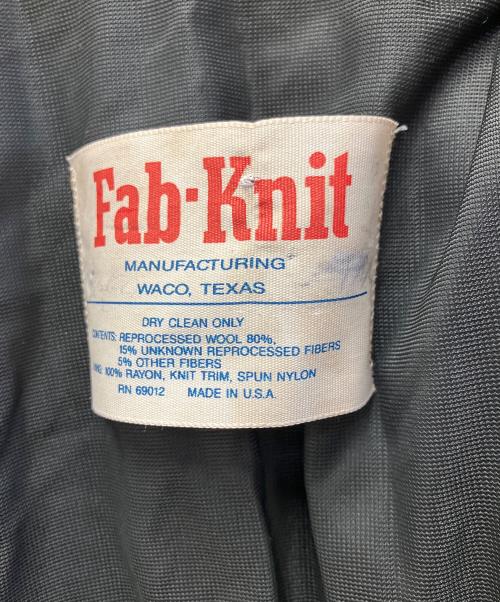 Fab-Knit
MANUFACTURING
WACO, TEXAS
DRY CLEAN ONLY
CONTENTS: REPROCESSED WOOL 80%,
15% UNKNOWN REPROCESSED FIBERS
5% OTHER FIBERS
100% RAYON, KNIT TRIM, SPUN NYLON
RN 69012 MADE IN U.S.A.